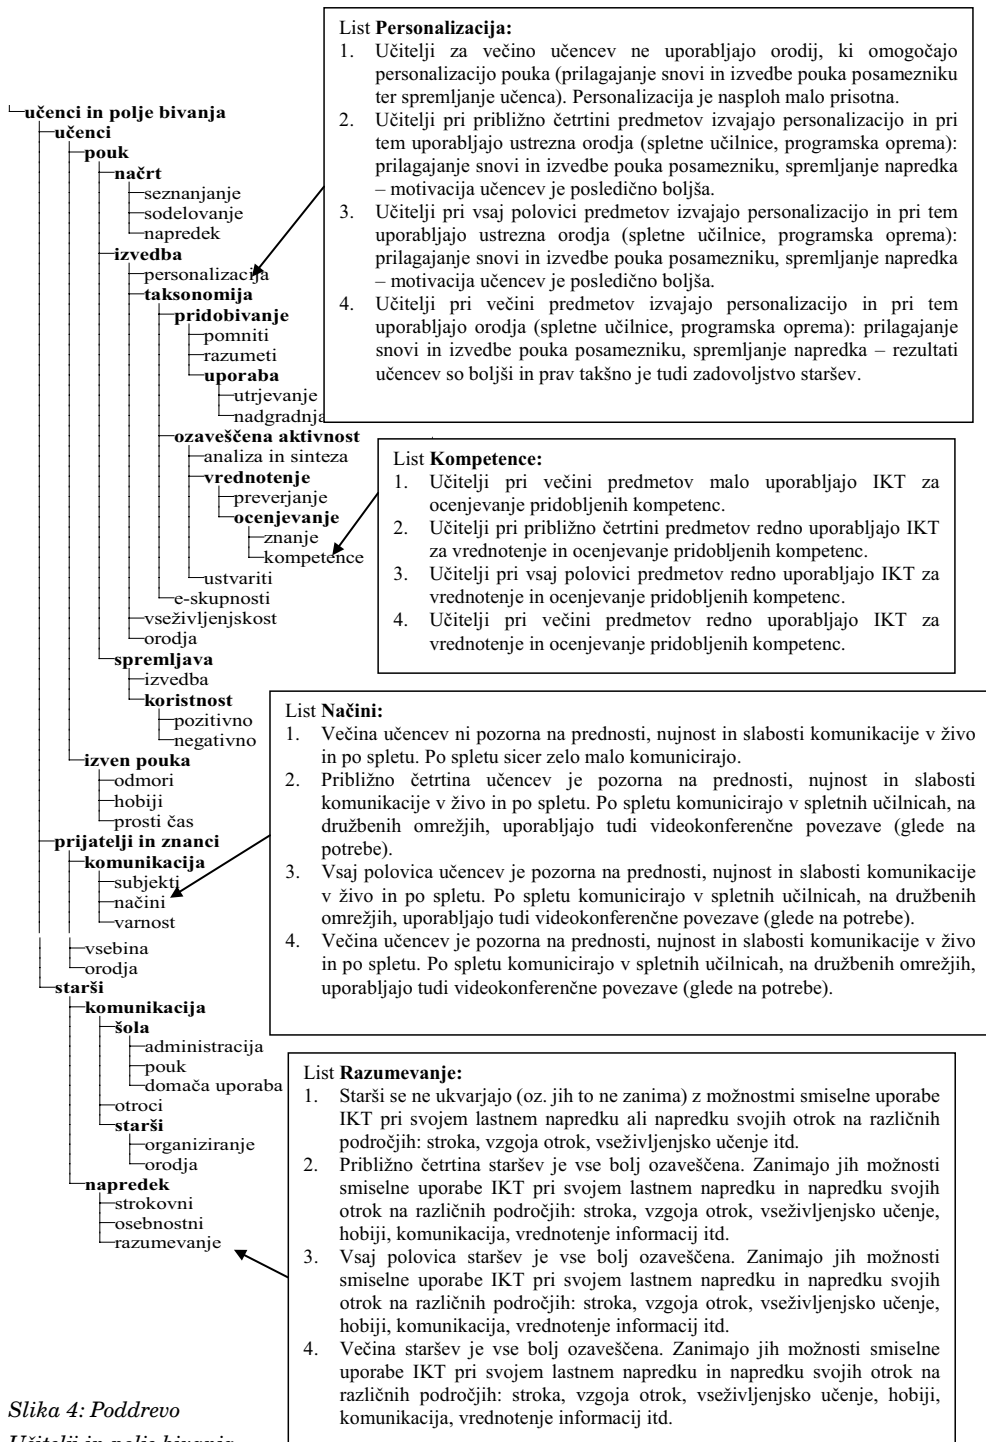 učenci in polje bivanja
učenci
pouk
načrt
seznanjanje
sodelovanje
napredek
izvedba
personalizacija
taksonomija
pridobivanje
pomniti
razumeti
uporaba
utrjevanje
nadgradnja
ozaveščena aktivnost
analiza in sinteza
vrednotenje
preverjanje
ocenjevanje
znanje
kompetence
ustvariti
e-skupnosti
vseživljenjskost
orodja
spremljava
izvedba
koristnost
pozitivno
negativno
izven pouka
odmori
hobiji
prosti čas
prijatelji in znanci
komunikacija
subjekti
načini
varnost
vsebina
orodja
starši
komunikacija
šola
administracija
pouk
domača uporaba
otroci
starši
organiziranje
orodja
napredek
strokovni
osebnostni
razumevanje
List Personalizacija:
1. Učitelji za večino učencev ne uporabljajo orodij, ki omogočajo
personalizacijo pouka (prilagajanje snovi in izvedbe pouka posamezniku
ter spremljanje učenca). Personalizacija je nasploh malo prisotna.
2. Učitelji pri približno četrtini predmetov izvajajo personalizacijo in pri
tem uporabljajo ustrezna orodja (spletne učilnice, programska oprema):
prilagajanje snovi in izvedbe pouka posamezniku, spremljanje napredka
– motivacija učencev je posledično boljša.
3. Učitelji pri vsaj polovici predmetov izvajajo personalizacijo in pri tem
uporabljajo ustrezna orodja (spletne učilnice, programska oprema):
prilagajanje snovi in izvedbe pouka posamezniku, spremljanje napredka
– motivacija učencev je posledično boljša.
4. Učitelji pri večini predmetov izvajajo personalizacijo in pri tem
uporabljajo orodja (spletne učilnice, programska oprema): prilagajanje
snovi in izvedbe pouka posamezniku, spremljanje napredka – rezultati
učencev so boljši in prav takšno je tudi zadovoljstvo staršev.
List Kompetence:
1. Učitelji pri večini predmetov malo uporabljajo IKT za
ocenjevanje pridobljenih kompetenc.
2. Učitelji pri približno četrtini predmetov redno uporabljajo IKT
za vrednotenje in ocenjevanje pridobljenih kompetenc.
3. Učitelji pri vsaj polovici predmetov redno uporabljajo IKT za
vrednotenje in ocenjevanje pridobljenih kompetenc.
4. Učitelji pri večini predmetov redno uporabljajo IKT za
vrednotenje in ocenjevanje pridobljenih kompetenc.
List Načini:
1. Večina učencev ni pozorna na prednosti, nujnost in slabosti komunikacije v živo
in po spletu. Po spletu sicer zelo malo komunicirajo.
2. Približno četrtina učencev je pozorna na prednosti, nujnost in slabosti
komunikacije v živo in po spletu. Po spletu komunicirajo v spletnih učilnicah, na
družbenih omrežjih, uporabljajo tudi videokonferenčne povezave (glede na
potrebe).
3. Vsaj polovica učencev je pozorna na prednosti, nujnost in slabosti komunikacije
v živo in po spletu. Po spletu komunicirajo v spletnih učilnicah, na družbenih
omrežjih, uporabljajo tudi videokonferenčne povezave (glede na potrebe).
4. Večina učencev je pozorna na prednosti, nujnost in slabosti komunikacije v živo
in po spletu. Po spletu komunicirajo v spletnih učilnicah, na družbenih omrežjih,
uporabljajo tudi videokonferenčne povezave (glede na potrebe).
List Razumevanje:
1. Starši se ne ukvarjajo (oz. jih to ne zanima) z možnostmi smiselne uporabe
IKT pri svojem lastnem napredku ali napredku svojih otrok na različnih
področjih: stroka, vzgoja otrok, vseživljenjsko učenje itd.
2. Približno četrtina staršev je vse bolj ozaveščena. Zanimajo jih možnosti
smiselne uporabe IKT pri svojem lastnem napredku in napredku svojih
otrok na različnih področjih: stroka, vzgoja otrok, vseživljenjsko učenje,
hobiji, komunikacija, vrednotenje informacij itd.
3. Vsaj polovica staršev je vse bolj ozaveščena. Zanimajo jih možnosti
smiselne uporabe IKT pri svojem lastnem napredku in napredku svojih
otrok na različnih področjih: stroka, vzgoja otrok, vseživljenjsko učenje,
hobiji, komunikacija, vrednotenje informacij itd.
4. Večina staršev je vse bolj ozaveščena. Zanimajo jih možnosti smiselne
uporabe IKT pri svojem lastnem napredku in napredku svojih otrok na
različnih področjih: stroka, vzgoja otrok, vseživljenjsko učenje, hobiji,
komunikacija, vrednotenje informacij itd.
Slika 4: Poddrevo
Učitelji in polje bivanja